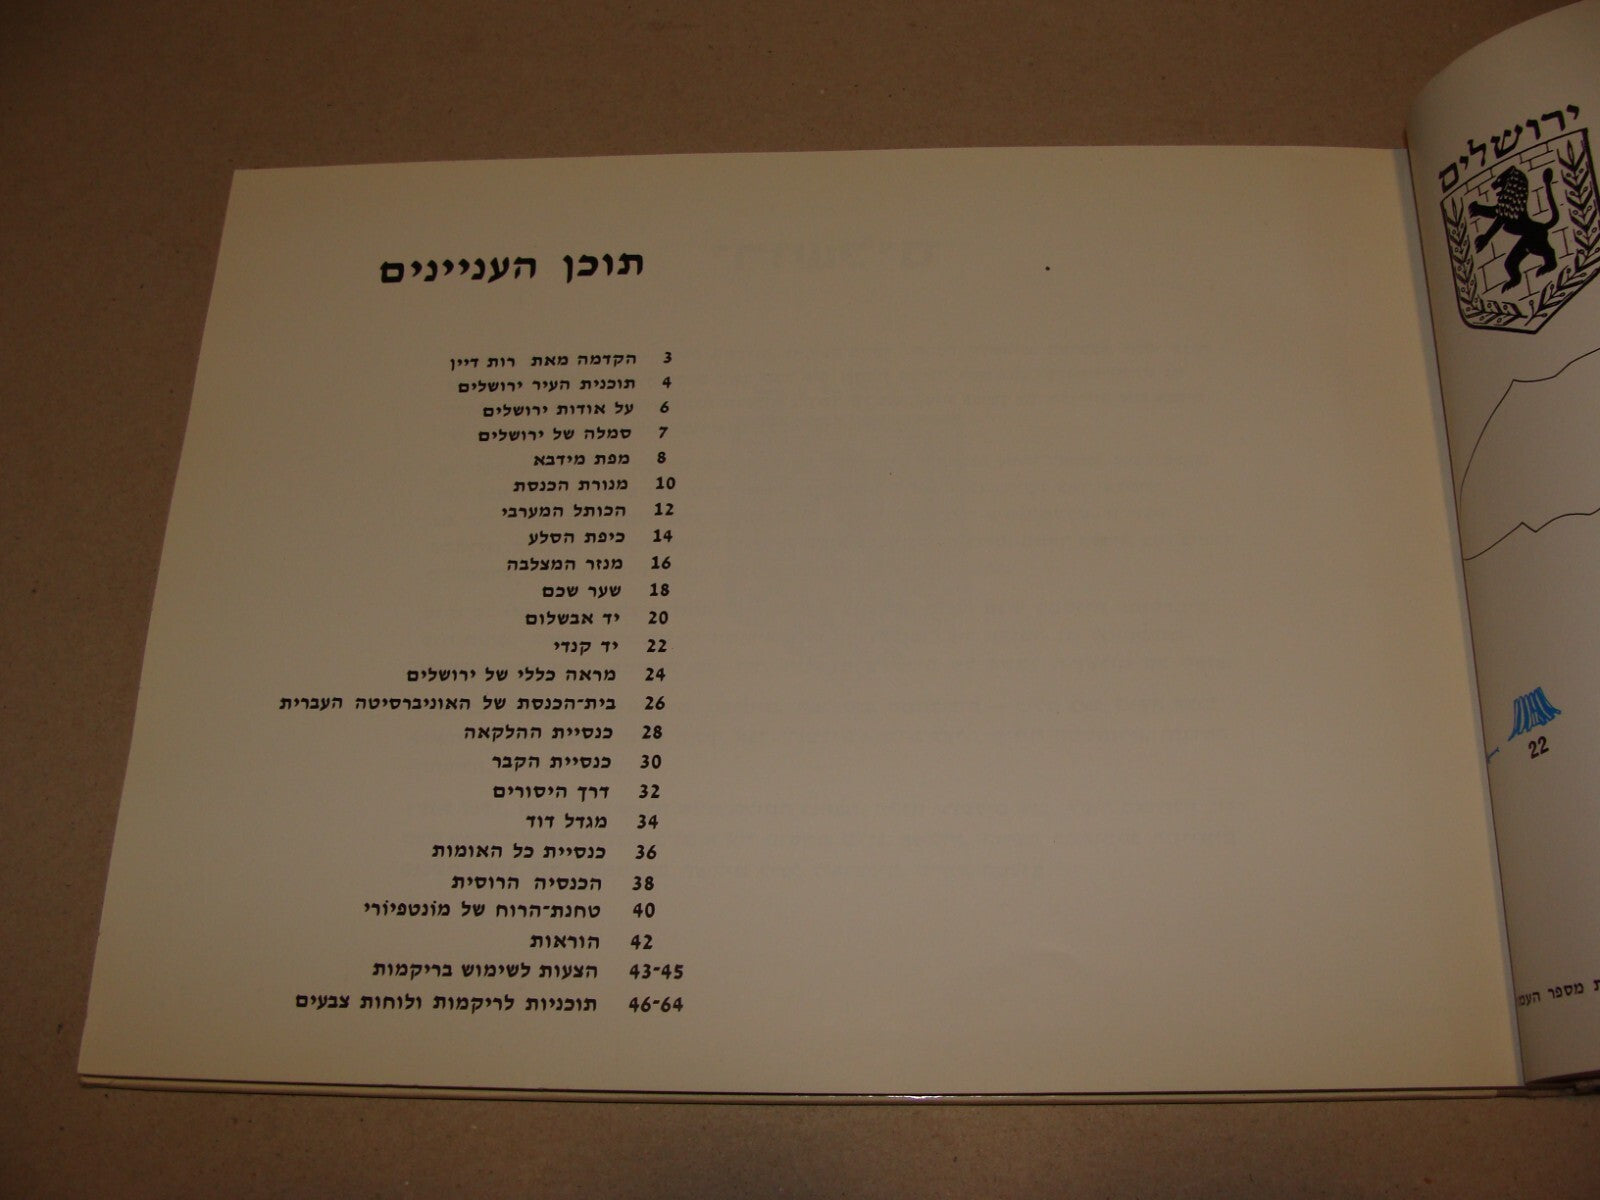 תוכן העניינים
3 הקדמה מאת רות דיין
4 תוכנית העיר ירושלים
6 על אודות ירושלים
7 סמלה של ירושלים
8 מפת מידבא
10 מנורת הכנסת
12 הכותל המערבי
14 כיפת הסלע
16 מנזר המצלבה
18 שער שכם
20 יד אבשלום
22 יד קנדי
24 מראה כללי של ירושלים
26 בית-הכנסת של האוניברסיטה העברית
28 כנסיית ההלקאה
30 כנסיית הקבר
32 דרך היסורים
34 מגדל דוד
36 כנסיית כל האומות
38 הכנסיה הרוסית
40 טחנת-הרוח של מוֹנטפיוֹרי
42 הוראות
43-45 הצעות לשימוש בריקמות
46-64 תוכניות לריקמות ולוחות צבעים
ירושלים
22
מספר